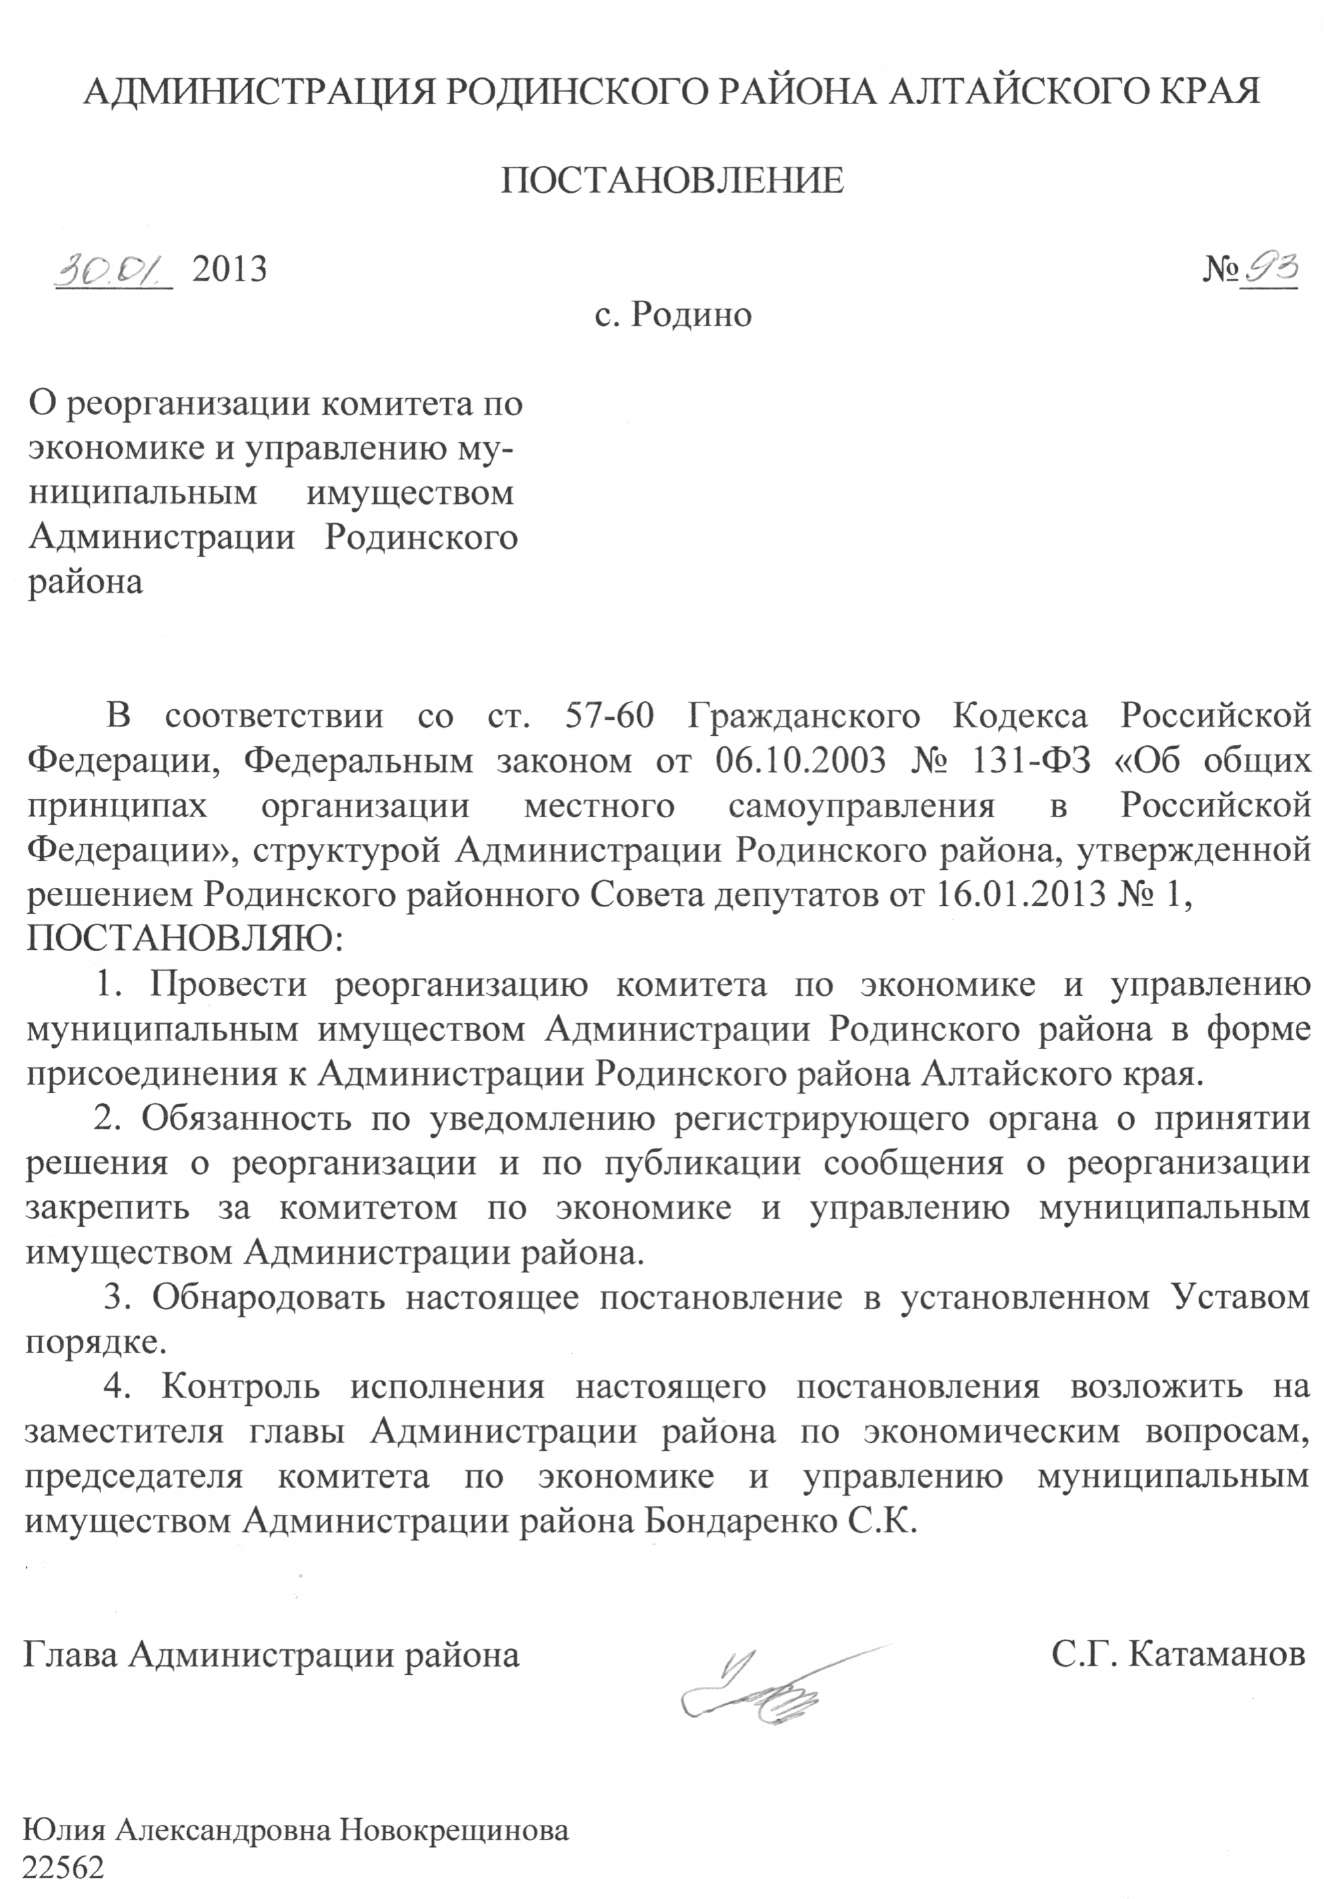 АДМИНИСТРАЦИЯ РОДИНСКОГО РАЙОНА АЛТАЙСКОГО КРАЯ
ПОСТАНОВЛЕНИЕ
30.01. 2013 № 93
с. Родино
О реорганизации комитета по
экономике и управлению му-
ниципальным имуществом
Администрации Родинского
района
В соответствии со ст. 57-60 Гражданского Кодекса Российской
Федерации, Федеральным законом от 06.10.2003 № 131-ФЗ «Об общих
принципах организации местного самоуправления в Российской
Федерации», структурой Администрации Родинского района, утвержденной
решением Родинского районного Совета депутатов от 16.01.2013 № 1,
ПОСТАНОВЛЯЮ:
1. Провести реорганизацию комитета по экономике и управлению
муниципальным имуществом Администрации Родинского района в форме
присоединения к Администрации Родинского района Алтайского края.
2. Обязанность по уведомлению регистрирующего органа о принятии
решения о реорганизации и по публикации сообщения о реорганизации
закрепить за комитетом по экономике и управлению муниципальным
имуществом Администрации района.
3. Обнародовать настоящее постановление в установленном Уставом
порядке.
4. Контроль исполнения настоящего постановления возложить на
заместителя главы Администрации района по экономическим вопросам,
председателя комитета по экономике и управлению муниципальным
имуществом Администрации района Бондаренко С.К.
Глава Администрации района С.Г. Катаманов
Юлия Александровна Новокрещинова
22562